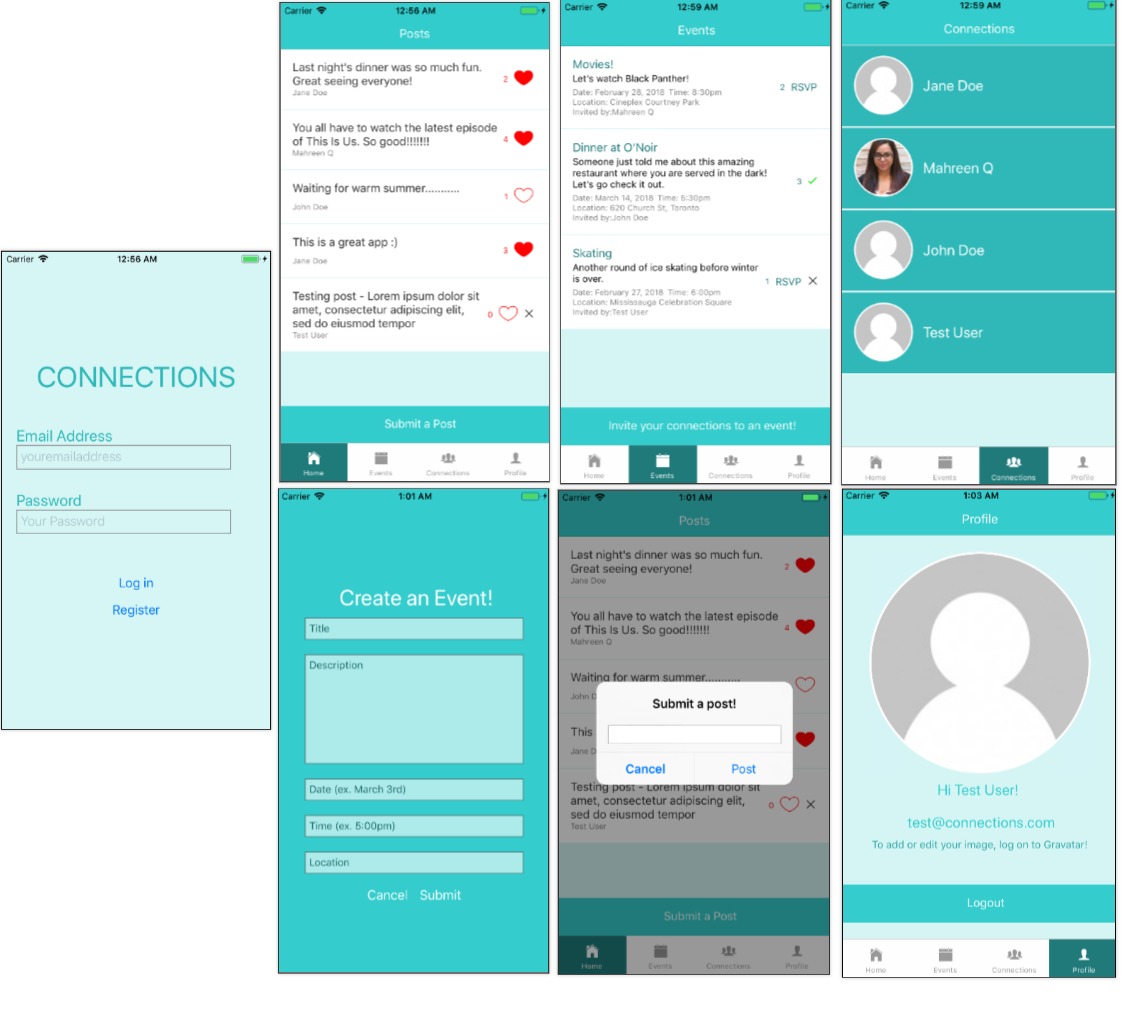 Carrier 12:56 AM
CONNECTIONS
Email Address
youremailaddress
Password
Your Password
Log in
Register
Carrier 12:56 AM
Posts
Last night's dinner was so much fun.
Great seeing everyone!
Jane Doe
2
You all have to watch the latest episode
of This Is Us. So good!!!!!!!
Mahreen Q
4
Waiting for warm summer..........
John Doe
1
This is a great app :)
Jane Doe
3
Testing post - Lorem ipsum dolor sit
amet, consectetur adipiscing elit,
sed do eiusmod tempor
Test User
0
Submit a Post
Home Events Connections Profile
Carrier 12:59 AM
Events
Movies!
Let's watch Black Panther!
Date: February 28, 2018 Time: 8:30pm
Location: Cineplex Courtney Park
Invited by:Mahreen Q
2 RSVP
Dinner at O'Noir
Someone just told me about this amazing
restaurant where you are served in the dark!
Let's go check it out.
Date: March 14, 2018 Time: 5:30pm
Location: 620 Church St, Toronto
Invited by:John Doe
3
Skating
Another round of ice skating before winter
is over.
Date: February 27, 2018 Time: 6:00pm
Location: Mississauga Celebration Square
Invited by:Test User
1 RSVP
Invite your connections to an event!
Home Events Connections Profile
Carrier 12:59 AM
Connections
Jane Doe
Mahreen Q
John Doe
Test User
Home Events Connections Profile
Carrier 1:01 AM
Create an Event!
Title
Description
Date (ex. March 3rd)
Time (ex. 5:00pm)
Location
Cancel Submit
Carrier 1:01 AM
Posts
Last night's dinner was so much fun.
Great seeing everyone!
Jane Doe
2
You all have to watch the latest episode
of This Is Us. So good!!!!!!!
Mahreen Q
4
Waiting for warm summer..........
John D
This
Jane D
Submit a post!
Cancel Post
Testing post - Lorem ipsum dolor sit
amet, consectetur adipiscing elit,
sed do eiusmod tempor
Test User
0
Submit a Post
Home Events Connections Profile
Carrier 1:03 AM
Profile
Hi Test User!
test@connections.com
To add or edit your image, log on to Gravatar!
Logout
Home Events Connections Profile